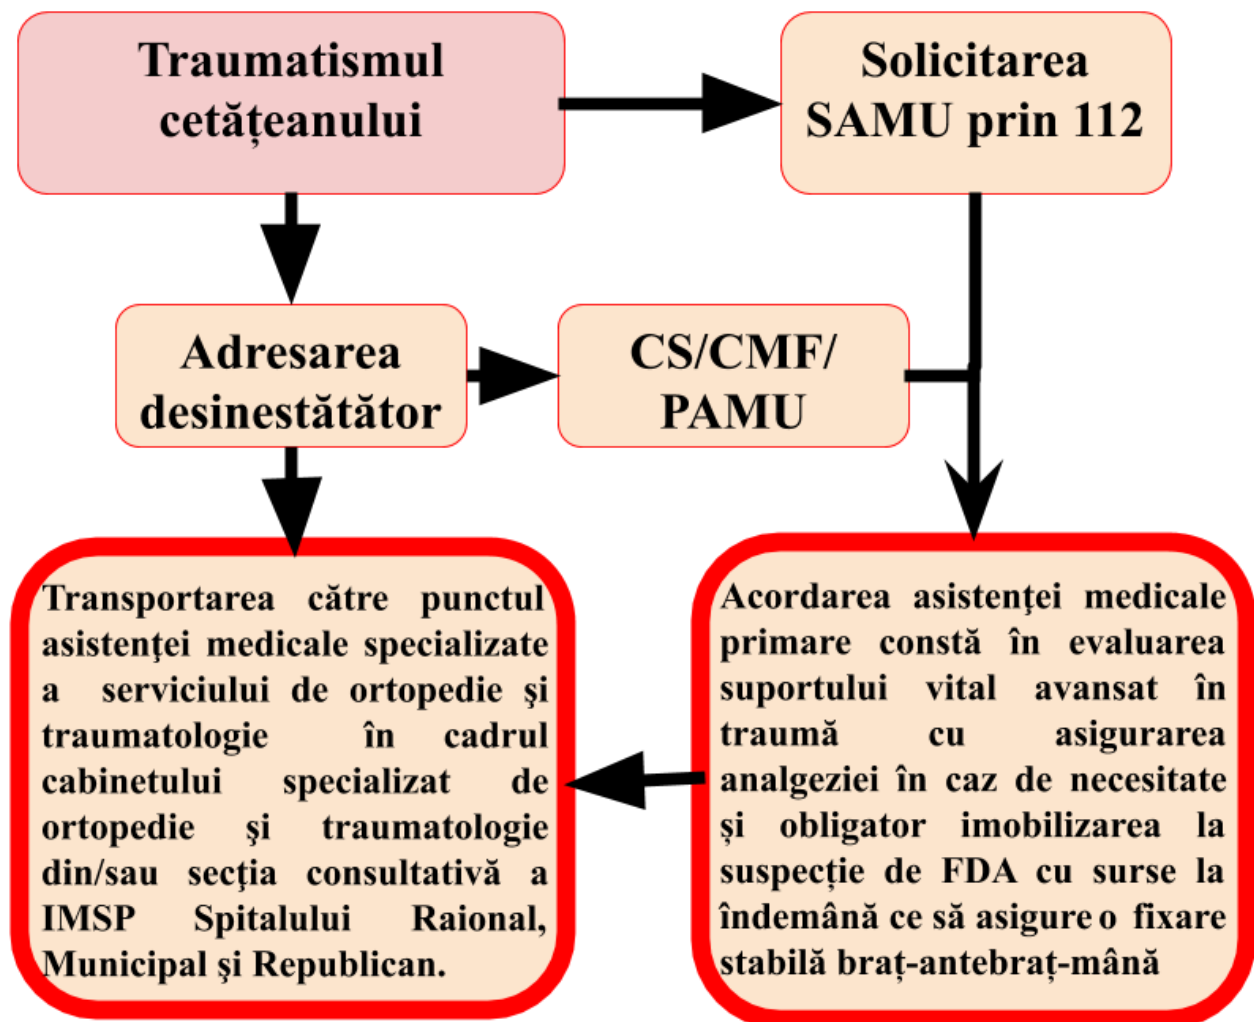 Traumatismul
cetățeanului
Solicitarea
SAMU prin 112
Adresarea
desinestătător
CS/CMF/
PAMU
Transportarea către punctul
asistenţei medicale specializate
a serviciului de ortopedie şi
traumatologie în cadrul
cabinetului specializat de
ortopedie şi traumatologie
din/sau secţia consultativă a
IMSP Spitalului Raional,
Municipal şi Republican.
Acordarea asistenţei medicale
primare constă în evaluarea
suportului vital avansat în
traumă cu asigurarea
analgeziei în caz de necesitate
și obligator imobilizarea la
suspecție de FDA cu surse la
îndemână ce să asigure o fixare
stabilă braț-antebraț-mână